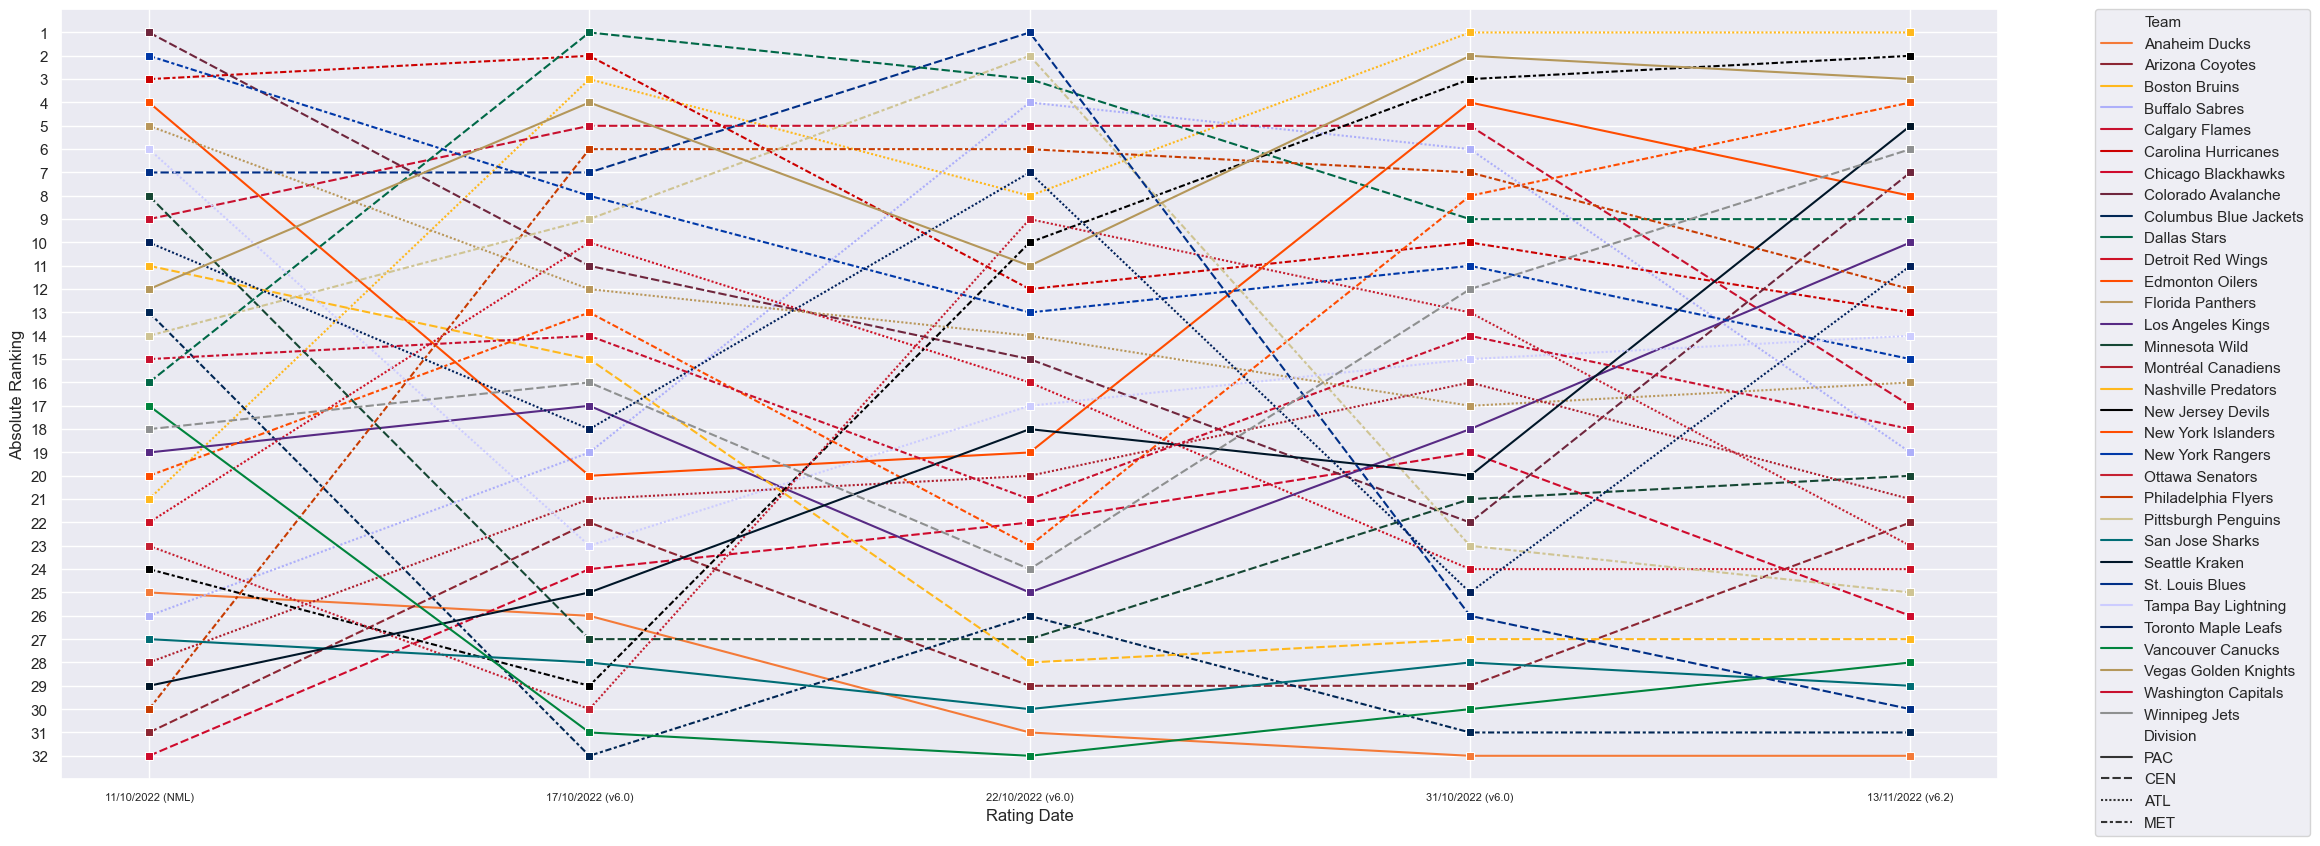 Absolute Ranking
1
2
3
4
5
6
7
8
9
10
11
12
13
14
15
16
17
18
19
20
21
22
23
24
25
26
27
28
29
30
31
32
11/10/2022 (NML)
17/10/2022 (v6.0)
22/10/2022 (v6.0)
31/10/2022 (v6.0)
13/11/2022 (v6.2)
Rating Date
Team
Anaheim Ducks
Arizona Coyotes
Boston Bruins
Buffalo Sabres
Calgary Flames
Carolina Hurricanes
Chicago Blackhawks
Colorado Avalanche
Columbus Blue Jackets
Dallas Stars
Detroit Red Wings
Edmonton Oilers
Florida Panthers
Los Angeles Kings
Minnesota Wild
Montréal Canadiens
Nashville Predators
New Jersey Devils
New York Islanders
New York Rangers
Ottawa Senators
Philadelphia Flyers
Pittsburgh Penguins
San Jose Sharks
Seattle Kraken
St. Louis Blues
Tampa Bay Lightning
Toronto Maple Leafs
Vancouver Canucks
Vegas Golden Knights
Washington Capitals
Winnipeg Jets
Division
PAC
CEN
ATL
MET